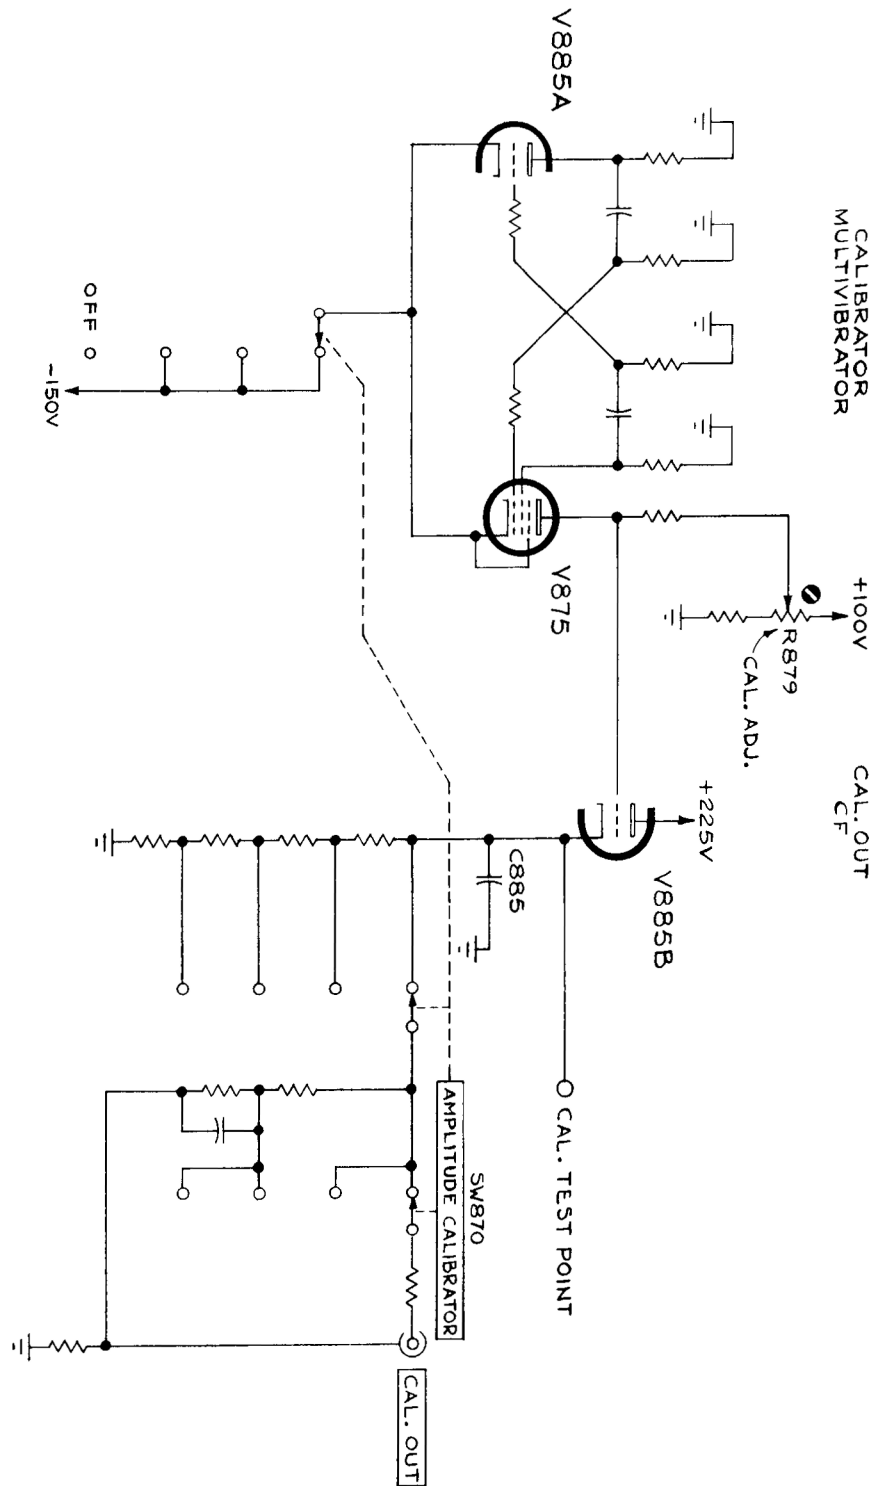 CALIBRATOR
MULTIVIBRATOR
CAL. OUT
CF
+100V
R879
CAL. ADJ.
+225V
V885A
V875
V885B
C885
CAL. TEST POINT
SW870
AMPLITUDE CALIBRATOR
OFF
-150V
CAL. OUT